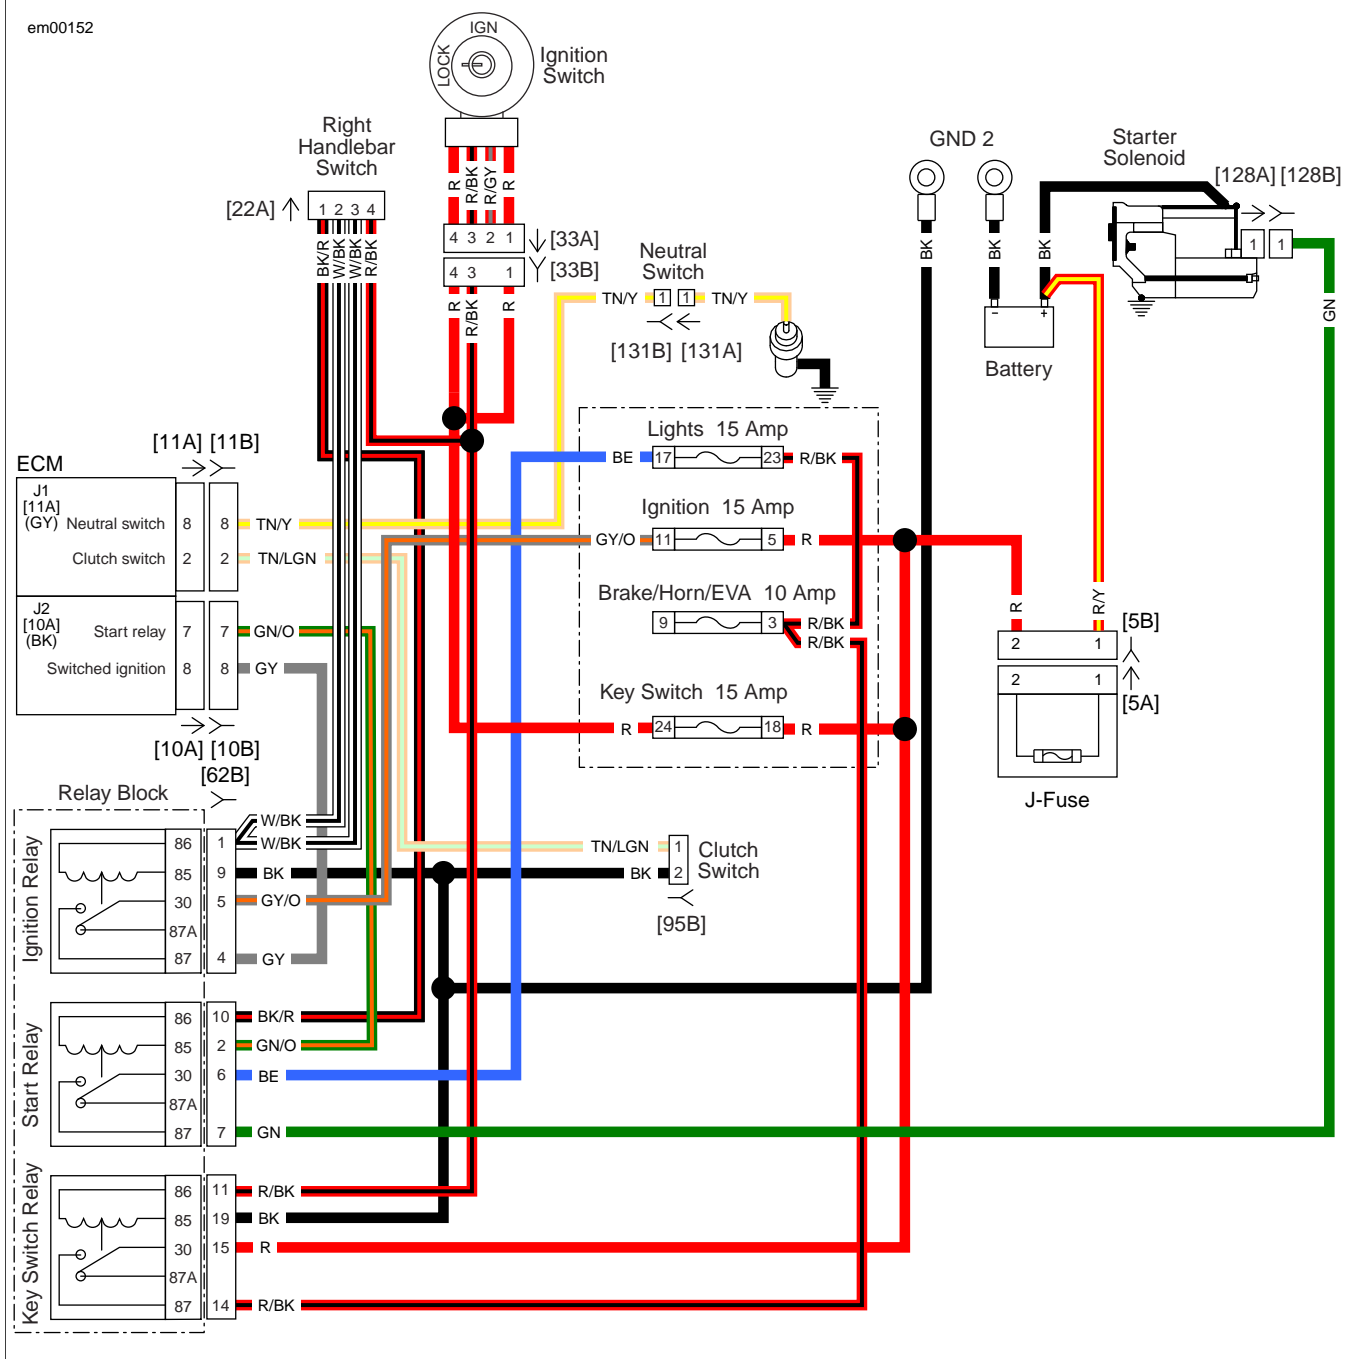 em00152
IGN
LOCK
Ignition
Switch
Right
Handlebar
Switch
[22A]
1 2 3 4
BK/R
W/BK
W/BK
R/BK
R
R/BK
R/GY
R
4 3 2 1
[33A]
[33B]
4 3 1
R
R/BK
R
Neutral
Switch
TN/Y 1 1 TN/Y
[131B] [131A]
GND 2
BK
BK
BK
- +
Battery
Starter
Solenoid
[128A] [128B]
1 1
GN
ECM
[11A] [11B]
J1
[11A]
(GY)
Neutral switch 8 8 TN/Y
Clutch switch 2 2 TN/LGN
J2
[10A]
(BK)
Start relay 7 7 GN/O
Switched ignition 8 8 GY
[10A] [10B]
[62B]
Lights 15 Amp
BE 17 23 R/BK
Ignition 15 Amp
GY/O 11 5 R
Brake/Horn/EVA 10 Amp
9 3 R/BK
R/BK
Key Switch 15 Amp
R 24 18 R
R
R/Y
[5B]
2 1
2 1
[5A]
J-Fuse
Relay Block
Ignition Relay
86 1 W/BK
W/BK
85 9 BK
30 5 GY/O
87A
87 4 GY
TN/LGN 1
BK 2
Clutch
Switch
[95B]
Start Relay
86 10 BK/R
85 2 GN/O
30 6 BE
87A
87 7 GN
Key Switch Relay
86 11 R/BK
85 19 BK
30 15 R
87A
87 14 R/BK